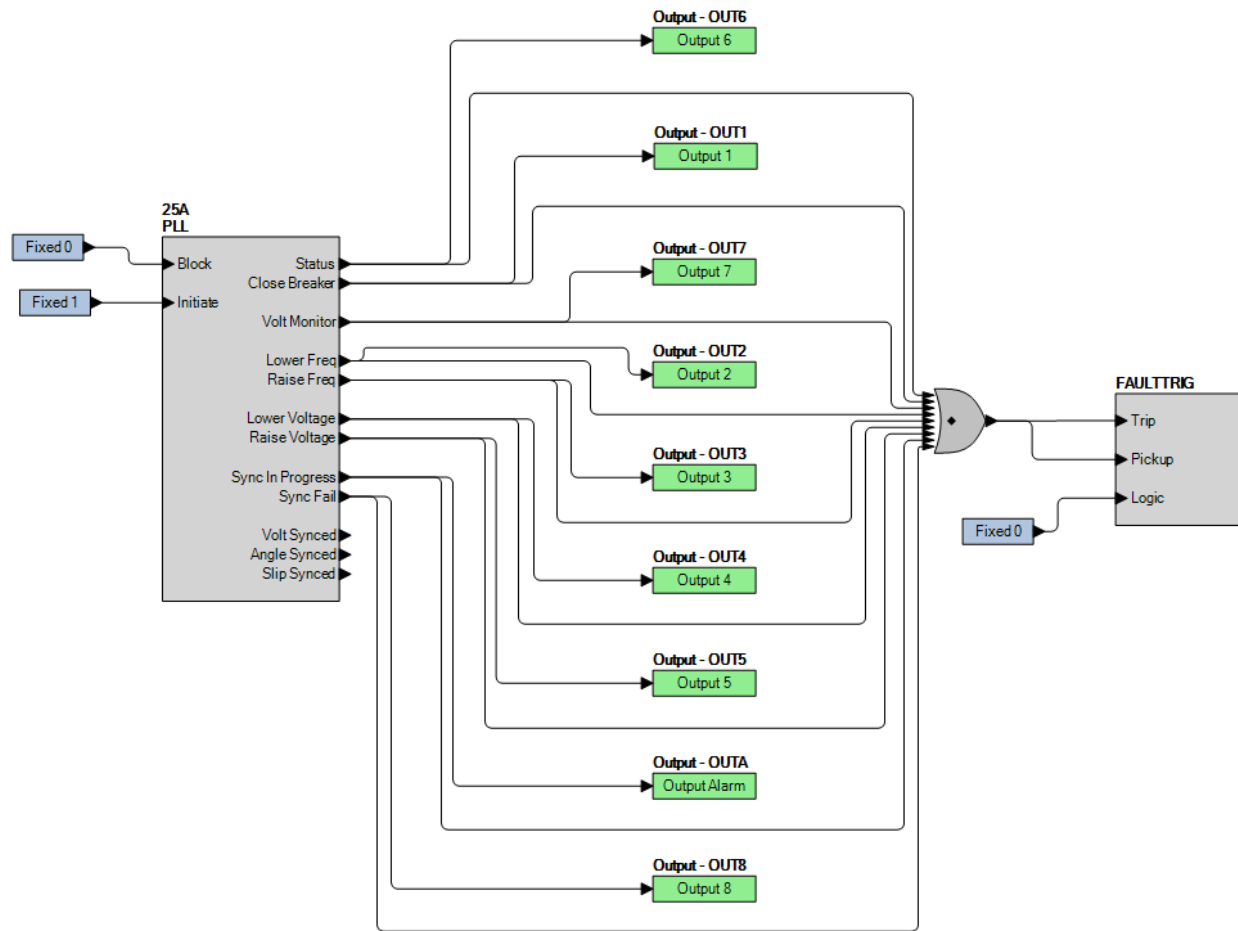 Output - OUT6
Output 6
Output - OUT1
Output 1
25A
PLL
Fixed 0
Block
Fixed 1
Initiate
Status
Close Breaker
Volt Monitor
Lower Freq
Raise Freq
Lower Voltage
Raise Voltage
Sync In Progress
Sync Fail
Volt Synced
Angle Synced
Slip Synced
Output - OUT7
Output 7
Output - OUT2
Output 2
Output - OUT3
Output 3
Output - OUT4
Output 4
Output - OUT5
Output 5
Output - OUTA
Output Alarm
Output - OUT8
Output 8
FAULTTRIG
Trip
Pickup
Logic
Fixed 0